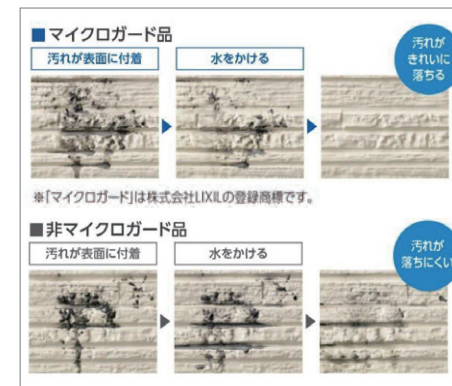 ■マイクロガード品
汚れが表面に付着
水をかける
汚れが
きれいに
落ちる
※「マイクロガード」は株式会社LIXILの登録商標です。
■非マイクロガード品
汚れが表面に付着
水をかける
汚れが
落ちにくい